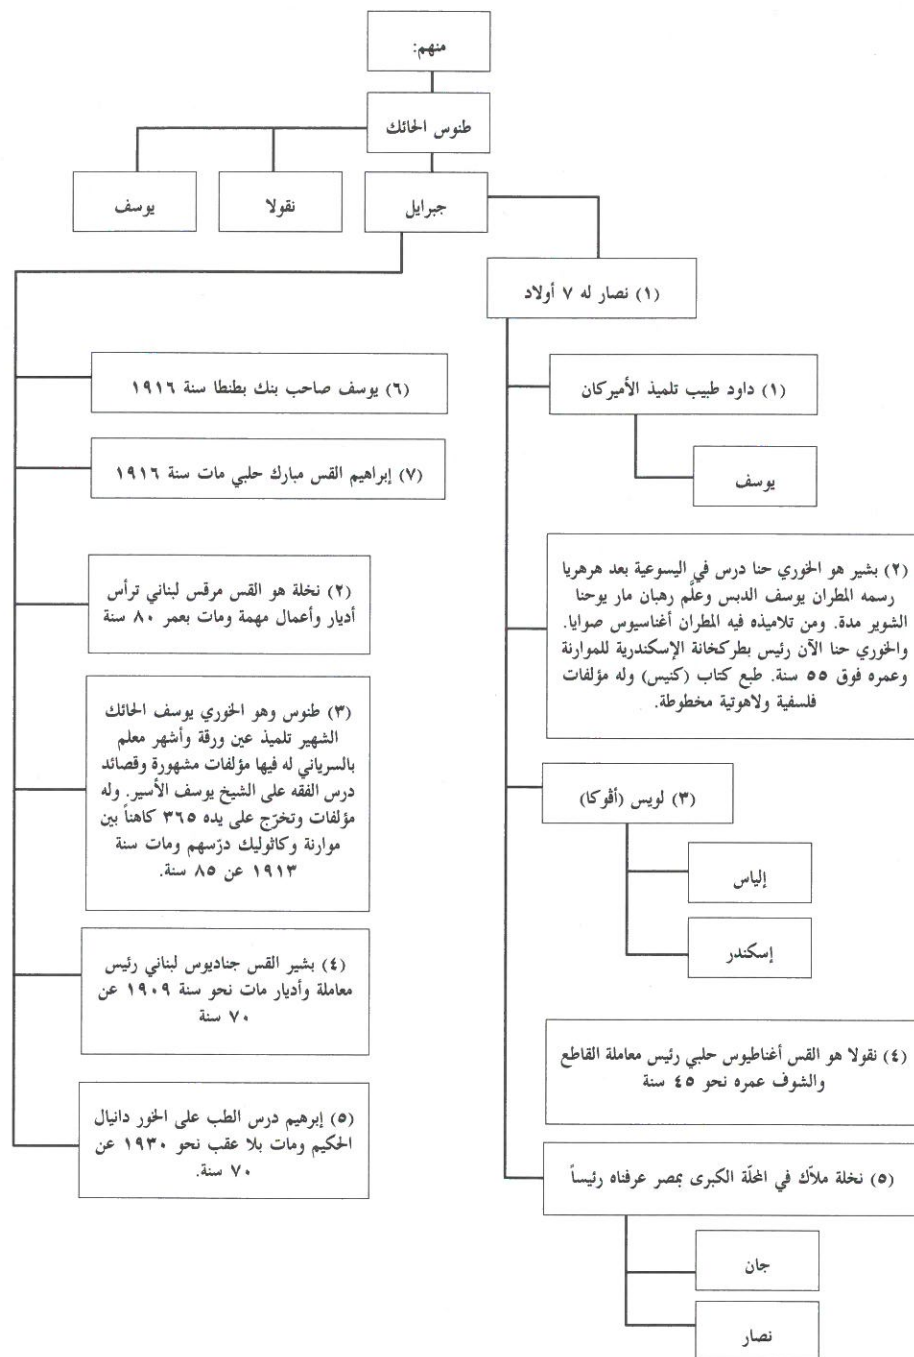 منهم:
طنوس الحائك
جبرايل
نقولا
يوسف
(١) نصار له ٧ أولاد
(١) داود طبيب تلميذ الأميركان
يوسف
(٢) بشير هو الخوري حنا درس في اليسوعية بعد هرهريا
رسمه المطران يوسف الدبس وعلَّم رهبان مار يوحنا
الشوير مدة. ومن تلاميذه فيه المطران أغناسيوس صوايا.
والخوري حنا الآن رئيس بطركخانة الإسكندرية للموارنة
وعمره فوق ٥٥ سنة. طبع كتاب (كنيس) وله مؤلفات
فلسفية ولاهوتية مخطوطة.
(٣) لويس (أڤوكا)
إلياس
إسكندر
(٤) نقولا هو القس أغناطيوس حلبي رئيس معاملة القاطع
والشوف عمره نحو ٤٥ سنة
(٥) نخلة ملاّك في المحلّة الكبرى بمصر عرفناه رئيساً
جان
نصار
(٦) يوسف صاحب بنك بطنطا سنة ١٩١٦
(٧) إبراهيم القس مبارك حلبي مات سنة ١٩١٦
(٢) نخلة هو القس مرقس لبناني ترأس
أديار وأعمال مهمة ومات بعمر ٨٠ سنة
(٣) طنوس وهو الخوري يوسف الحائك
الشهير تلميذ عين ورقة وأشهر معلم
بالسرياني له فيها مؤلفات مشهورة وقصائد
درس الفقه على الشيخ يوسف الأسير. وله
مؤلفات وتخرّج على يده ٣٦٥ كاهناً بين
موارنة وكاثوليك درّسهم ومات سنة
١٩١٣ عن ٨٥ سنة.
(٤) بشير القس جناديوس لبناني رئيس
معاملة وأديار مات نحو سنة ١٩٠٩ عن
٧٠ سنة
(٥) إبرهيم درس الطب على الخور دانيال
الحكيم ومات بلا عقب نحو ١٩٣٠ عن
٧٠ سنة.